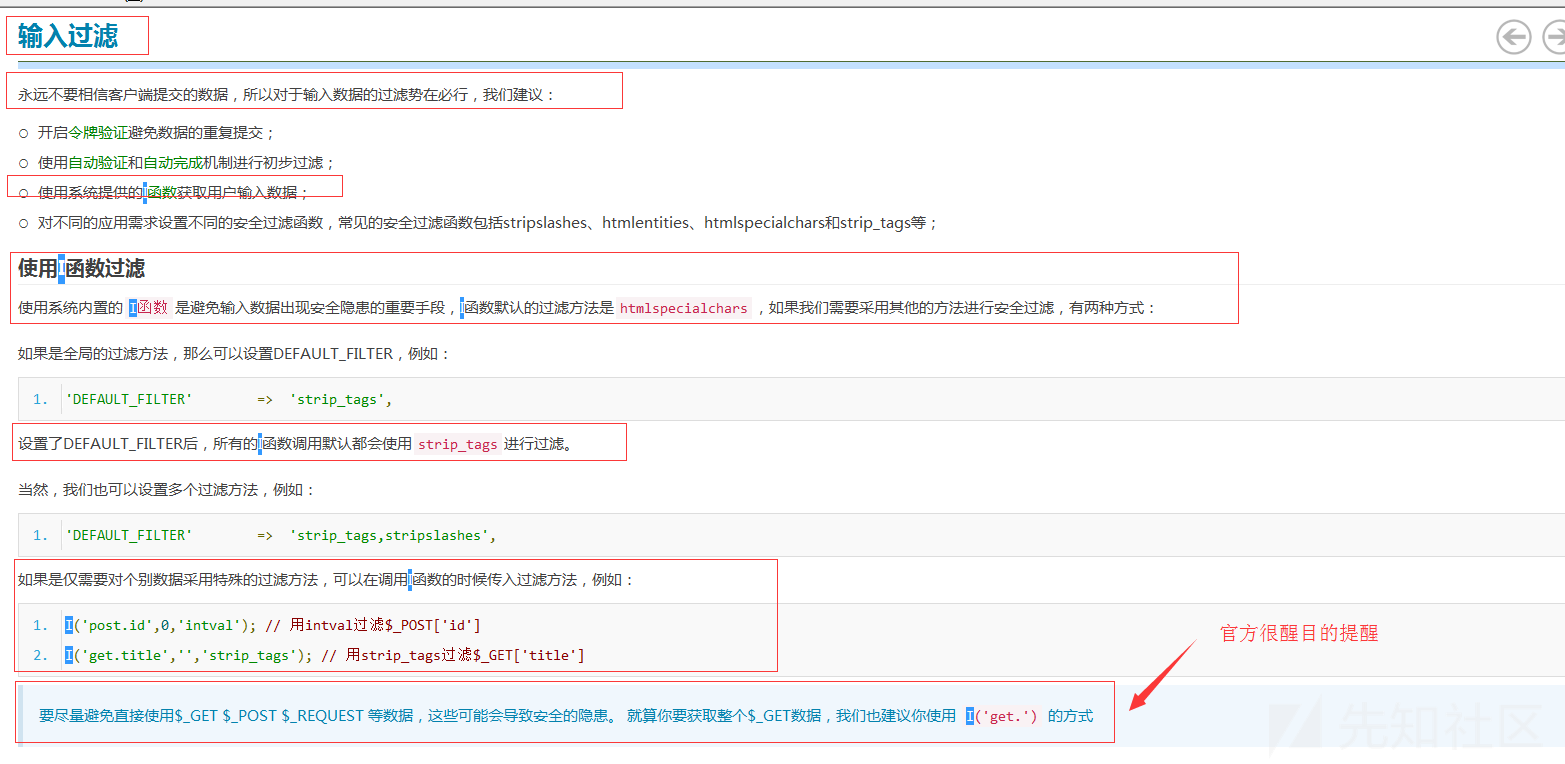 输入过滤
永远不要相信客户端提交的数据，所以对于输入数据的过滤势在必行，我们建议：
○ 开启令牌验证避免数据的重复提交；
○ 使用自动验证和自动完成机制进行初步过滤；
○ 使用系统提供的I函数获取用户输入数据；
○ 对不同的应用需求设置不同的安全过滤函数，常见的安全过滤函数包括stripslashes、htmlentities、htmlspecialchars和strip_tags等；
使用I函数过滤
使用系统内置的 I函数 是避免输入数据出现安全隐患的重要手段，I函数默认的过滤方法是 htmlspecialchars ，如果我们需要采用其他的方法进行安全过滤，有两种方式：
如果是全局的过滤方法，那么可以设置DEFAULT_FILTER，例如：
1. 'DEFAULT_FILTER'        =>  'strip_tags',
设置了DEFAULT_FILTER后，所有的I函数调用默认都会使用 strip_tags 进行过滤。
当然，我们也可以设置多个过滤方法，例如：
1. 'DEFAULT_FILTER'        =>  'strip_tags,stripslashes',
如果是仅需要对个别数据采用特殊的过滤方法，可以在调用I函数的时候传入过滤方法，例如：
1. I('post.id',0,'intval'); // 用intval过滤$_POST['id']
2. I('get.title','','strip_tags'); // 用strip_tags过滤$_GET['title']
官方很醒目的提醒
要尽量避免直接使用$_GET $_POST $_REQUEST 等数据，这些可能会导致安全的隐患。 就算你要获取整个$_GET数据，我们也建议你使用 I('get.') 的方式
先知社区